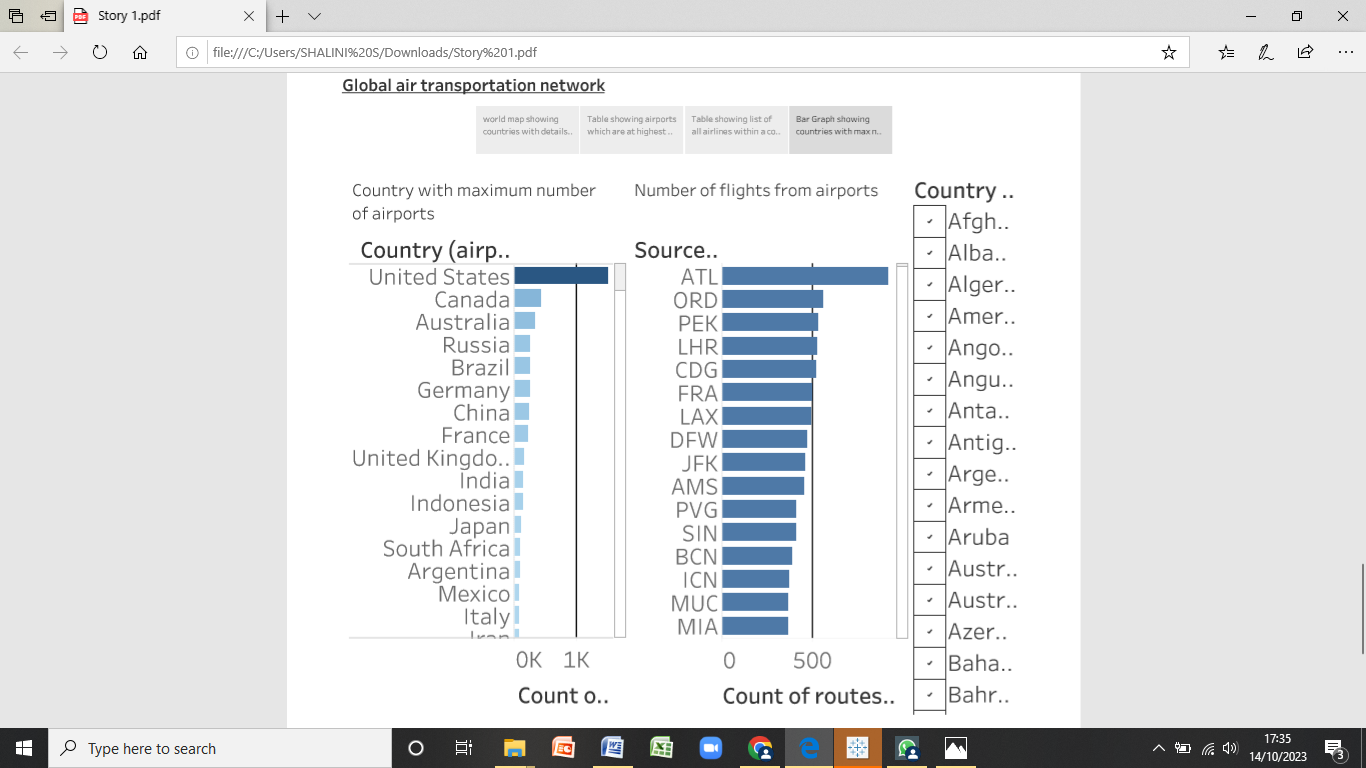 Story 1.pdf
file:///C:/Users/SHALINI%20S/Downloads/Story%201.pdf
Global air transportation network
world map showing
countries with details..
Table showing airports
which are at highest ..
Table showing list of
all airlines within a co..
Bar Graph showing
countries with max n..
Country with maximum number
of airports
Country (airp..
United States
Canada
Australia
Russia
Brazil
Germany
China
France
United Kingdo..
India
Indonesia
Japan
South Africa
Argentina
Mexico
Italy
Iran
0K 1K
Count o..
Number of flights from airports
Source..
ATL
ORD
PEK
LHR
CDG
FRA
LAX
DFW
JFK
AMS
PVG
SIN
BCN
ICN
MUC
MIA
0 500
Count of routes..
Country ..
Afgh..
Alba..
Alger..
Amer..
Ango..
Angu..
Anta..
Antig..
Arge..
Arme..
Aruba
Austr..
Austr..
Azer..
Baha..
Bahr..
Type here to search
17:35
14/10/2023
3